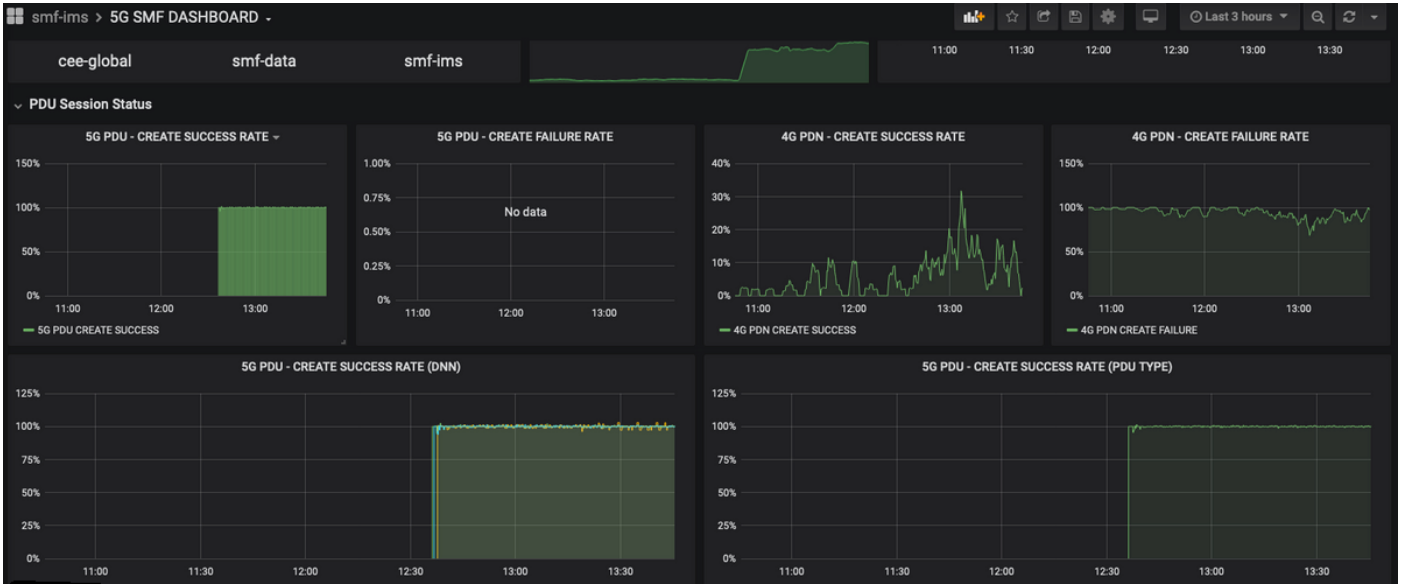 smf-ims > 5G SMF DASHBOARD
Last 3 hours
cee-global smf-data smf-ims
11:00 11:30 12:00 12:30 13:00 13:30
PDU Session Status
5G PDU - CREATE SUCCESS RATE
150%
100%
50%
0%
11:00 12:00 13:00
5G PDU CREATE SUCCESS
5G PDU - CREATE FAILURE RATE
1.00%
0.75%
0.50%
0.25%
0%
No data
11:00 12:00 13:00
4G PDN - CREATE SUCCESS RATE
40%
30%
20%
10%
0%
11:00 12:00 13:00
4G PDN CREATE SUCCESS
4G PDN - CREATE FAILURE RATE
150%
100%
50%
0%
11:00 12:00 13:00
4G PDN CREATE FAILURE
5G PDU - CREATE SUCCESS RATE (DNN)
125%
100%
75%
50%
25%
0%
11:00 11:30 12:00 12:30 13:00 13:30
5G PDU - CREATE SUCCESS RATE (PDU TYPE)
125%
100%
75%
50%
25%
0%
11:00 11:30 12:00 12:30 13:00 13:30